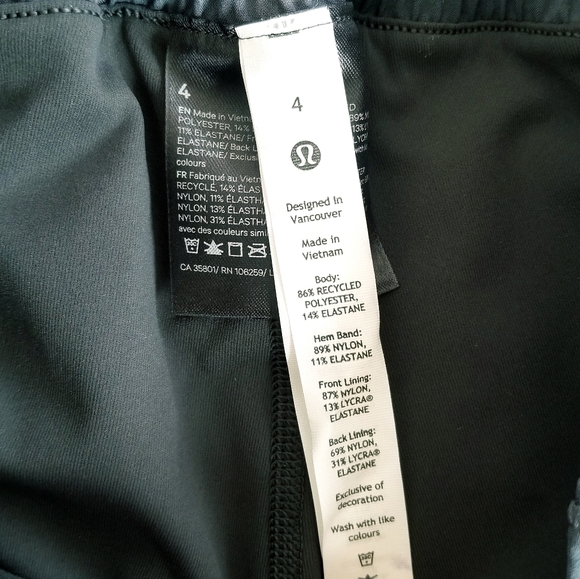 4
EN Made in Vietnam
POLYESTER, 14%
11% ELASTANE/ F
ELASTANE/ Back L
ELASTANE/ Exclusi
colours
FR Fabriqué au Vietn
RECYCLÉ, 14% ÉLAST
NYLON, 11% ÉLASTH
NYLON, 13% ÉLASTH
NYLON, 31% ÉLASTH
avec des couleurs simi
CA 35801/ RN 106259/ L
4
Designed in
Vancouver
Made in
Vietnam
Body:
86% RECYCLED
POLYESTER,
14% ELASTANE
Hem Band:
89% NYLON,
11% ELASTANE
Front Lining:
87% NYLON,
13% LYCRA®
ELASTANE
Back Lining:
69% NYLON,
31% LYCRA®
ELASTANE
Exclusive of
decoration
Wash with like
colours